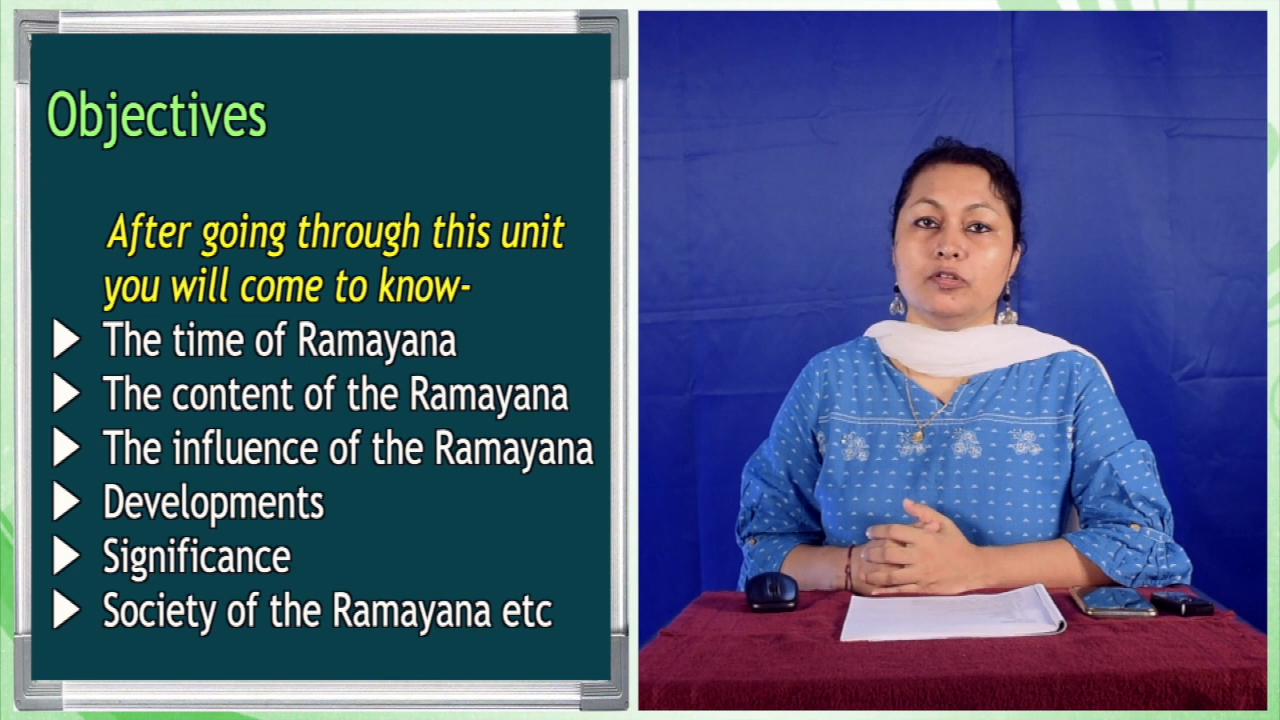 Objectives
After going through this unit
you will come to know-
The time of Ramayana
The content of the Ramayana
The influence of the Ramayana
Developments
Significance
Society of the Ramayana etc